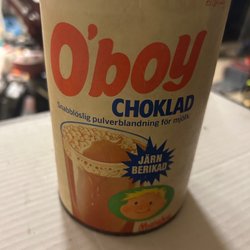 O'boy
CHOKLAD
Snabblöslig pulverblandning för mjölk
JÄRN
BERIKAD